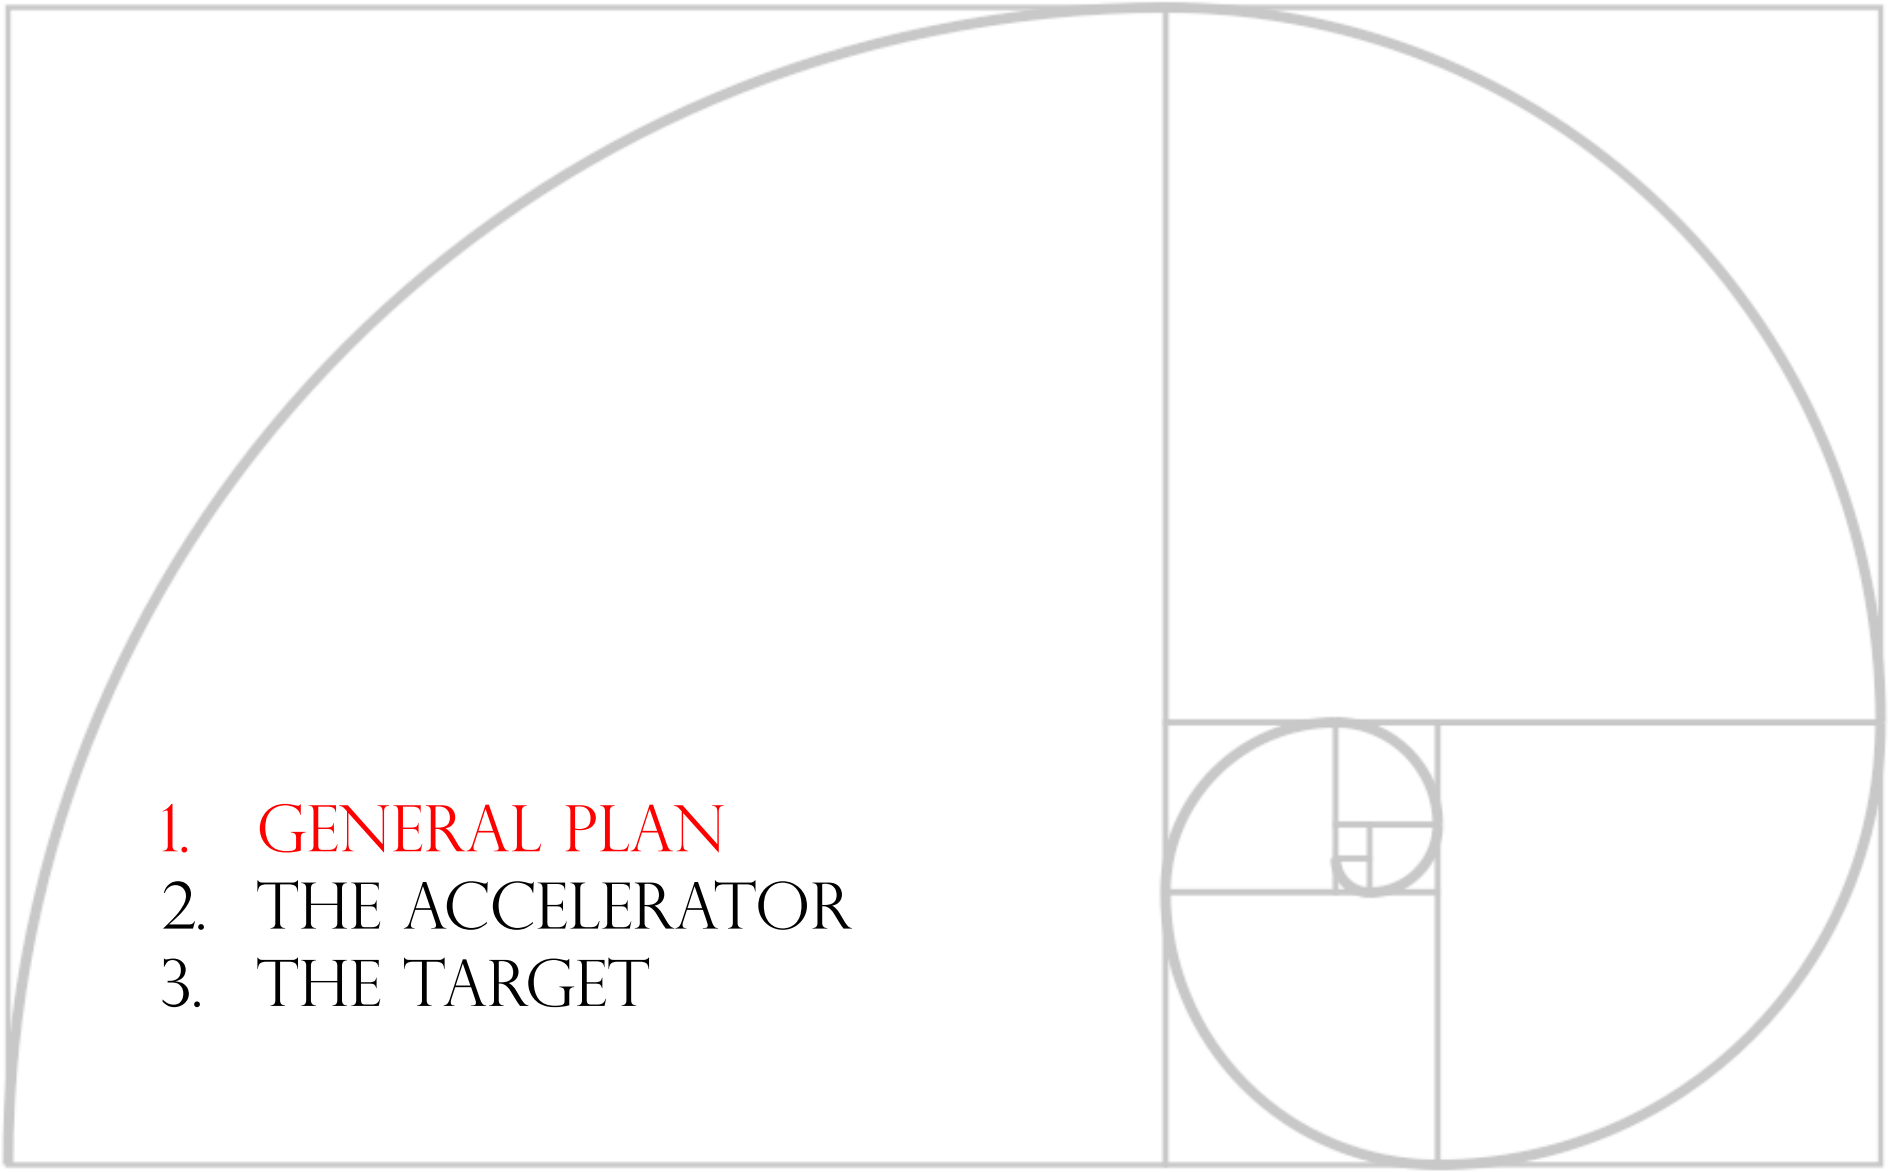 1. GENERAL PLAN
2. THE ACCELERATOR
3. THE TARGET